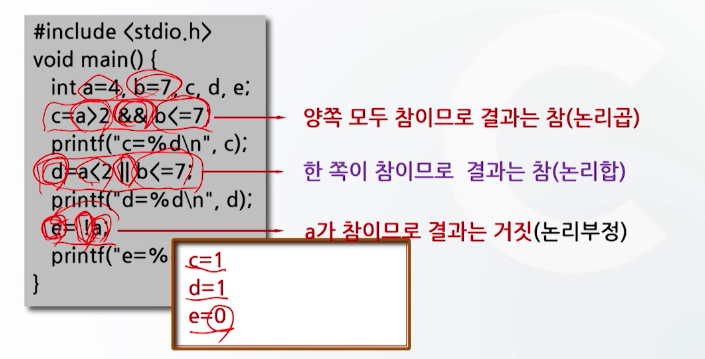 #include <stdio.h>
void main() {
int a=4, b=7, c, d, e;
c=a>2 && b<=7; 양쪽 모두 참이므로 결과는 참(논리곱)
printf("c=%d\n", c);
d=a<2 || b<=7; 한 쪽이 참이므로 결과는 참(논리합)
printf("d=%d\n", d);
e= !a; a가 참이므로 결과는 거짓(논리부정)
printf("e=%
}
c=1
d=1
e=0